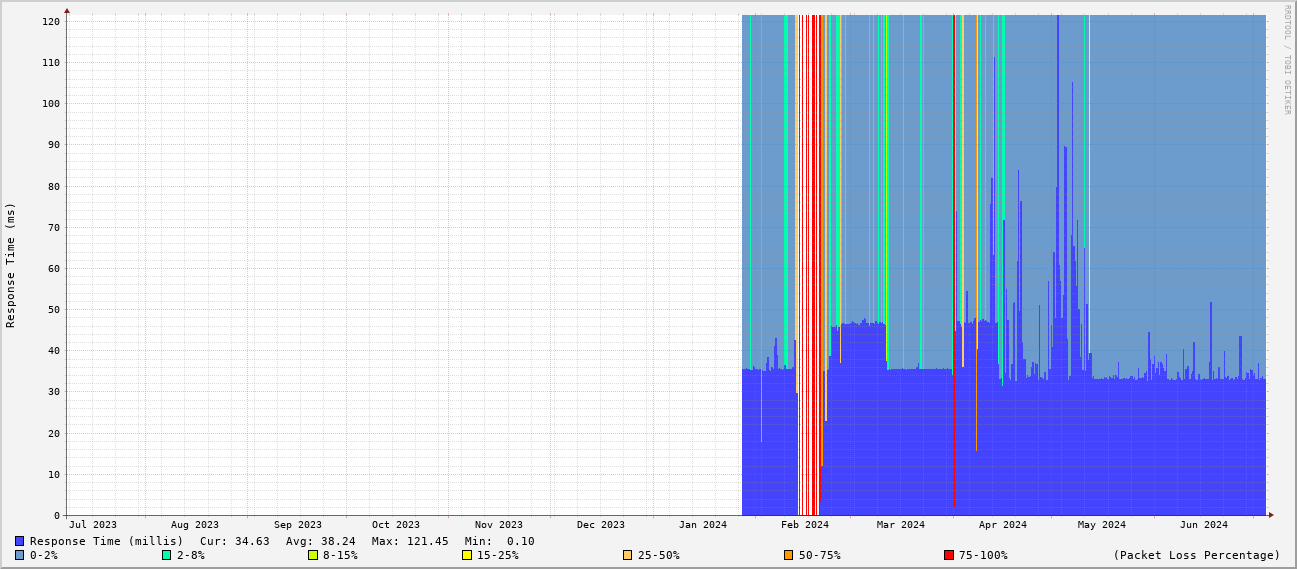 RRDTOOL / TOBI OETIKER
Response Time (ms)
120
110
100
90
80
70
60
50
40
30
20
10
0
Jul 2023 Aug 2023 Sep 2023 Oct 2023 Nov 2023 Dec 2023 Jan 2024 Feb 2024 Mar 2024 Apr 2024 May 2024 Jun 2024
Response Time (millis) Cur: 34.63 Avg: 38.24 Max: 121.45 Min: 0.10
0-2% 2-8% 8-15% 15-25% 25-50% 50-75% 75-100% (Packet Loss Percentage)